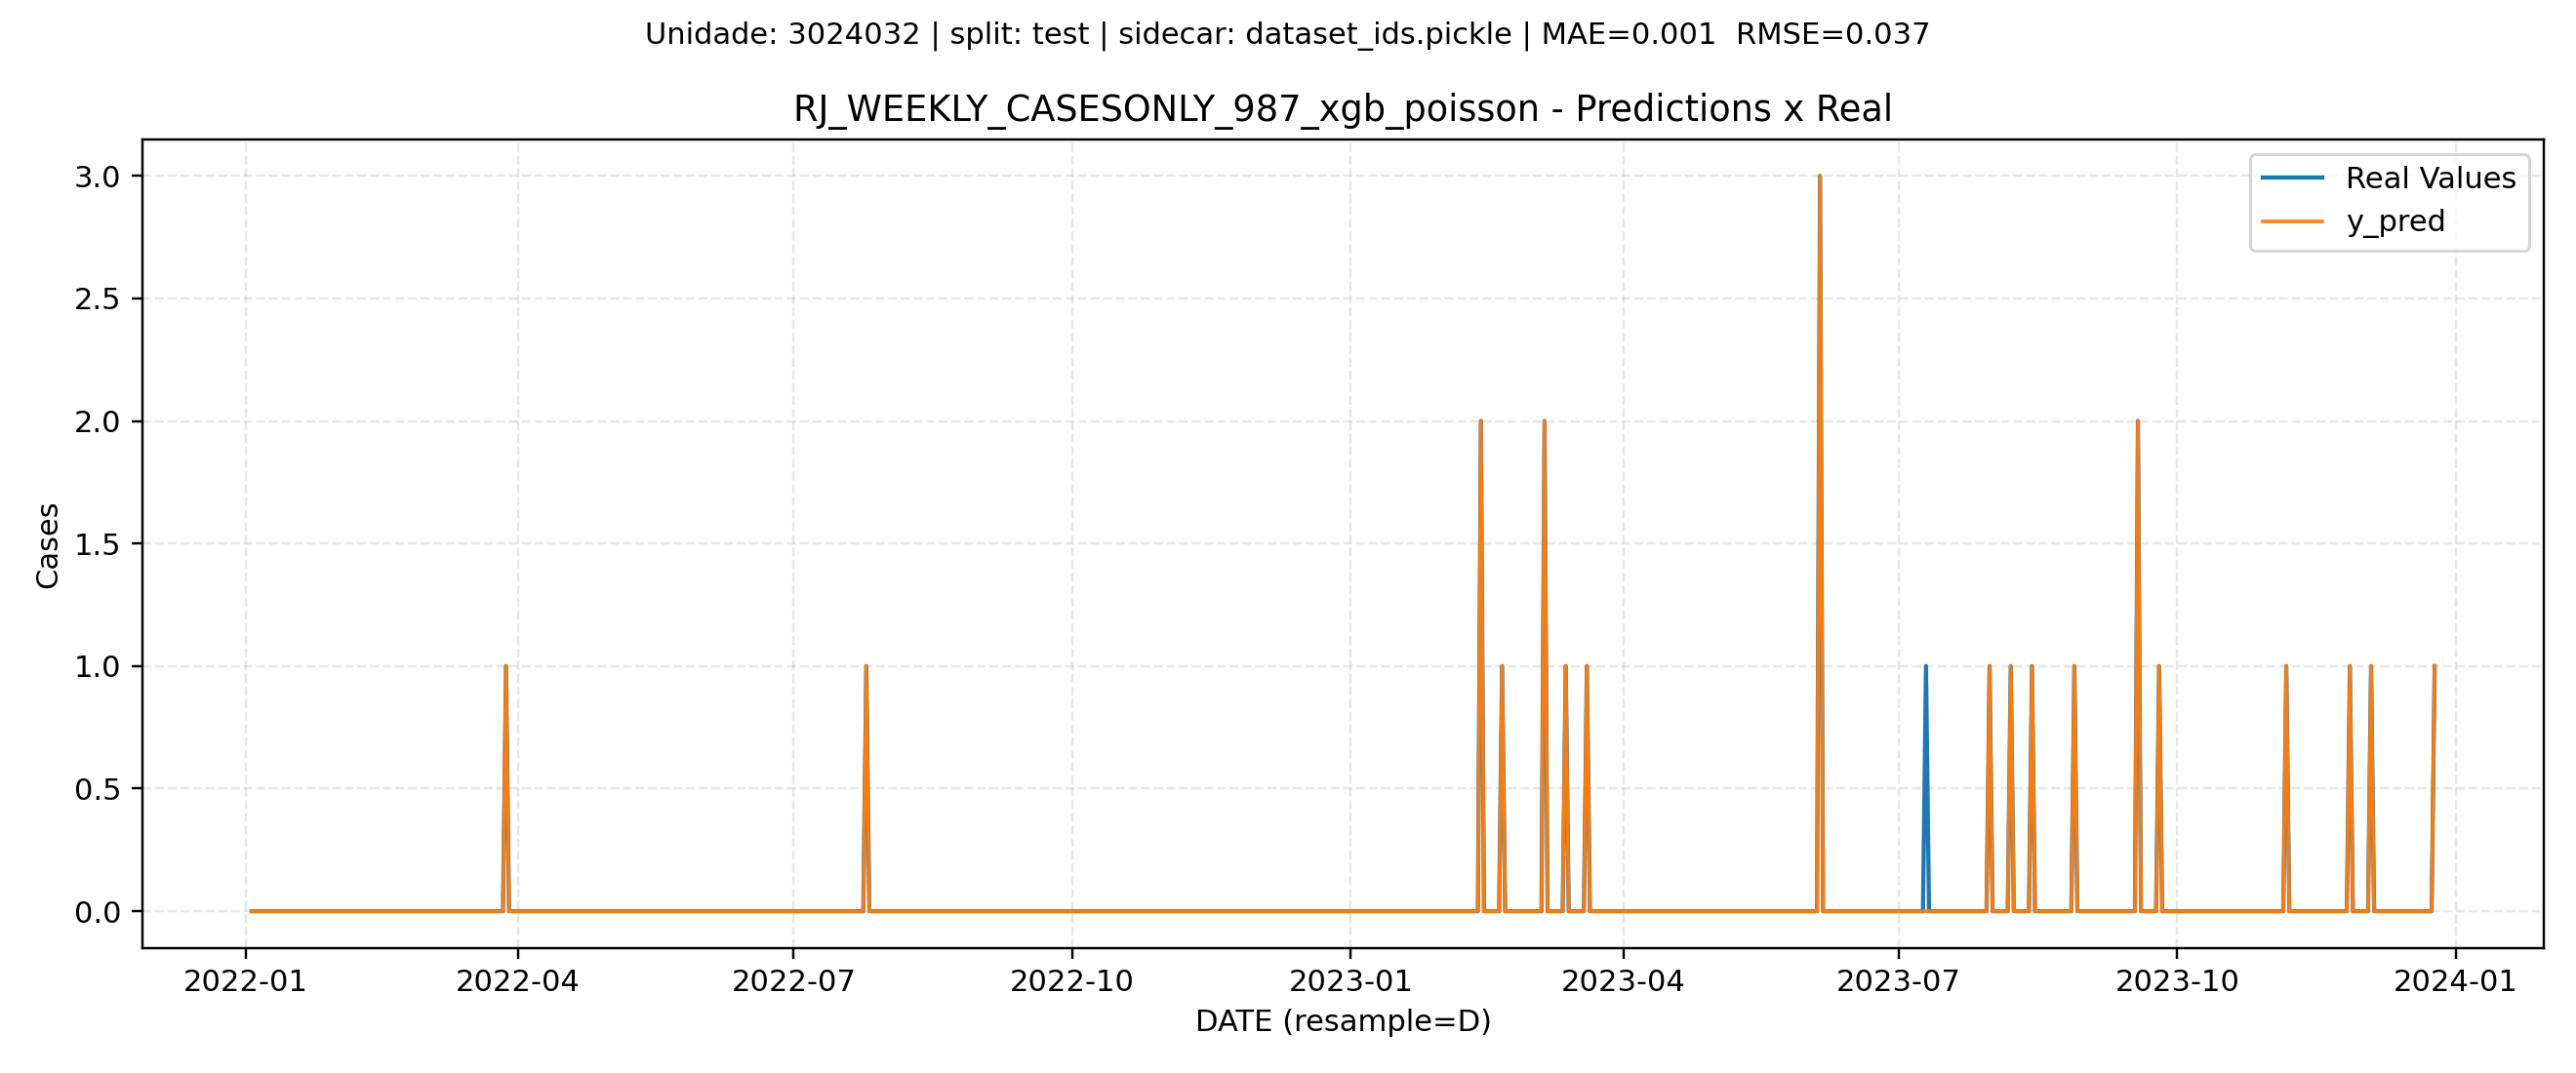 Unidade: 3024032 | split: test | sidecar: dataset_ids.pickle | MAE=0.001  RMSE=0.037
RJ_WEEKLY_CASESONLY_987_xgb_poisson - Predictions x Real
Real Values
y_pred
Cases
3.0
2.5
2.0
1.5
1.0
0.5
0.0
2022-01
2022-04
2022-07
2022-10
2023-01
2023-04
2023-07
2023-10
2024-01
DATE (resample=D)